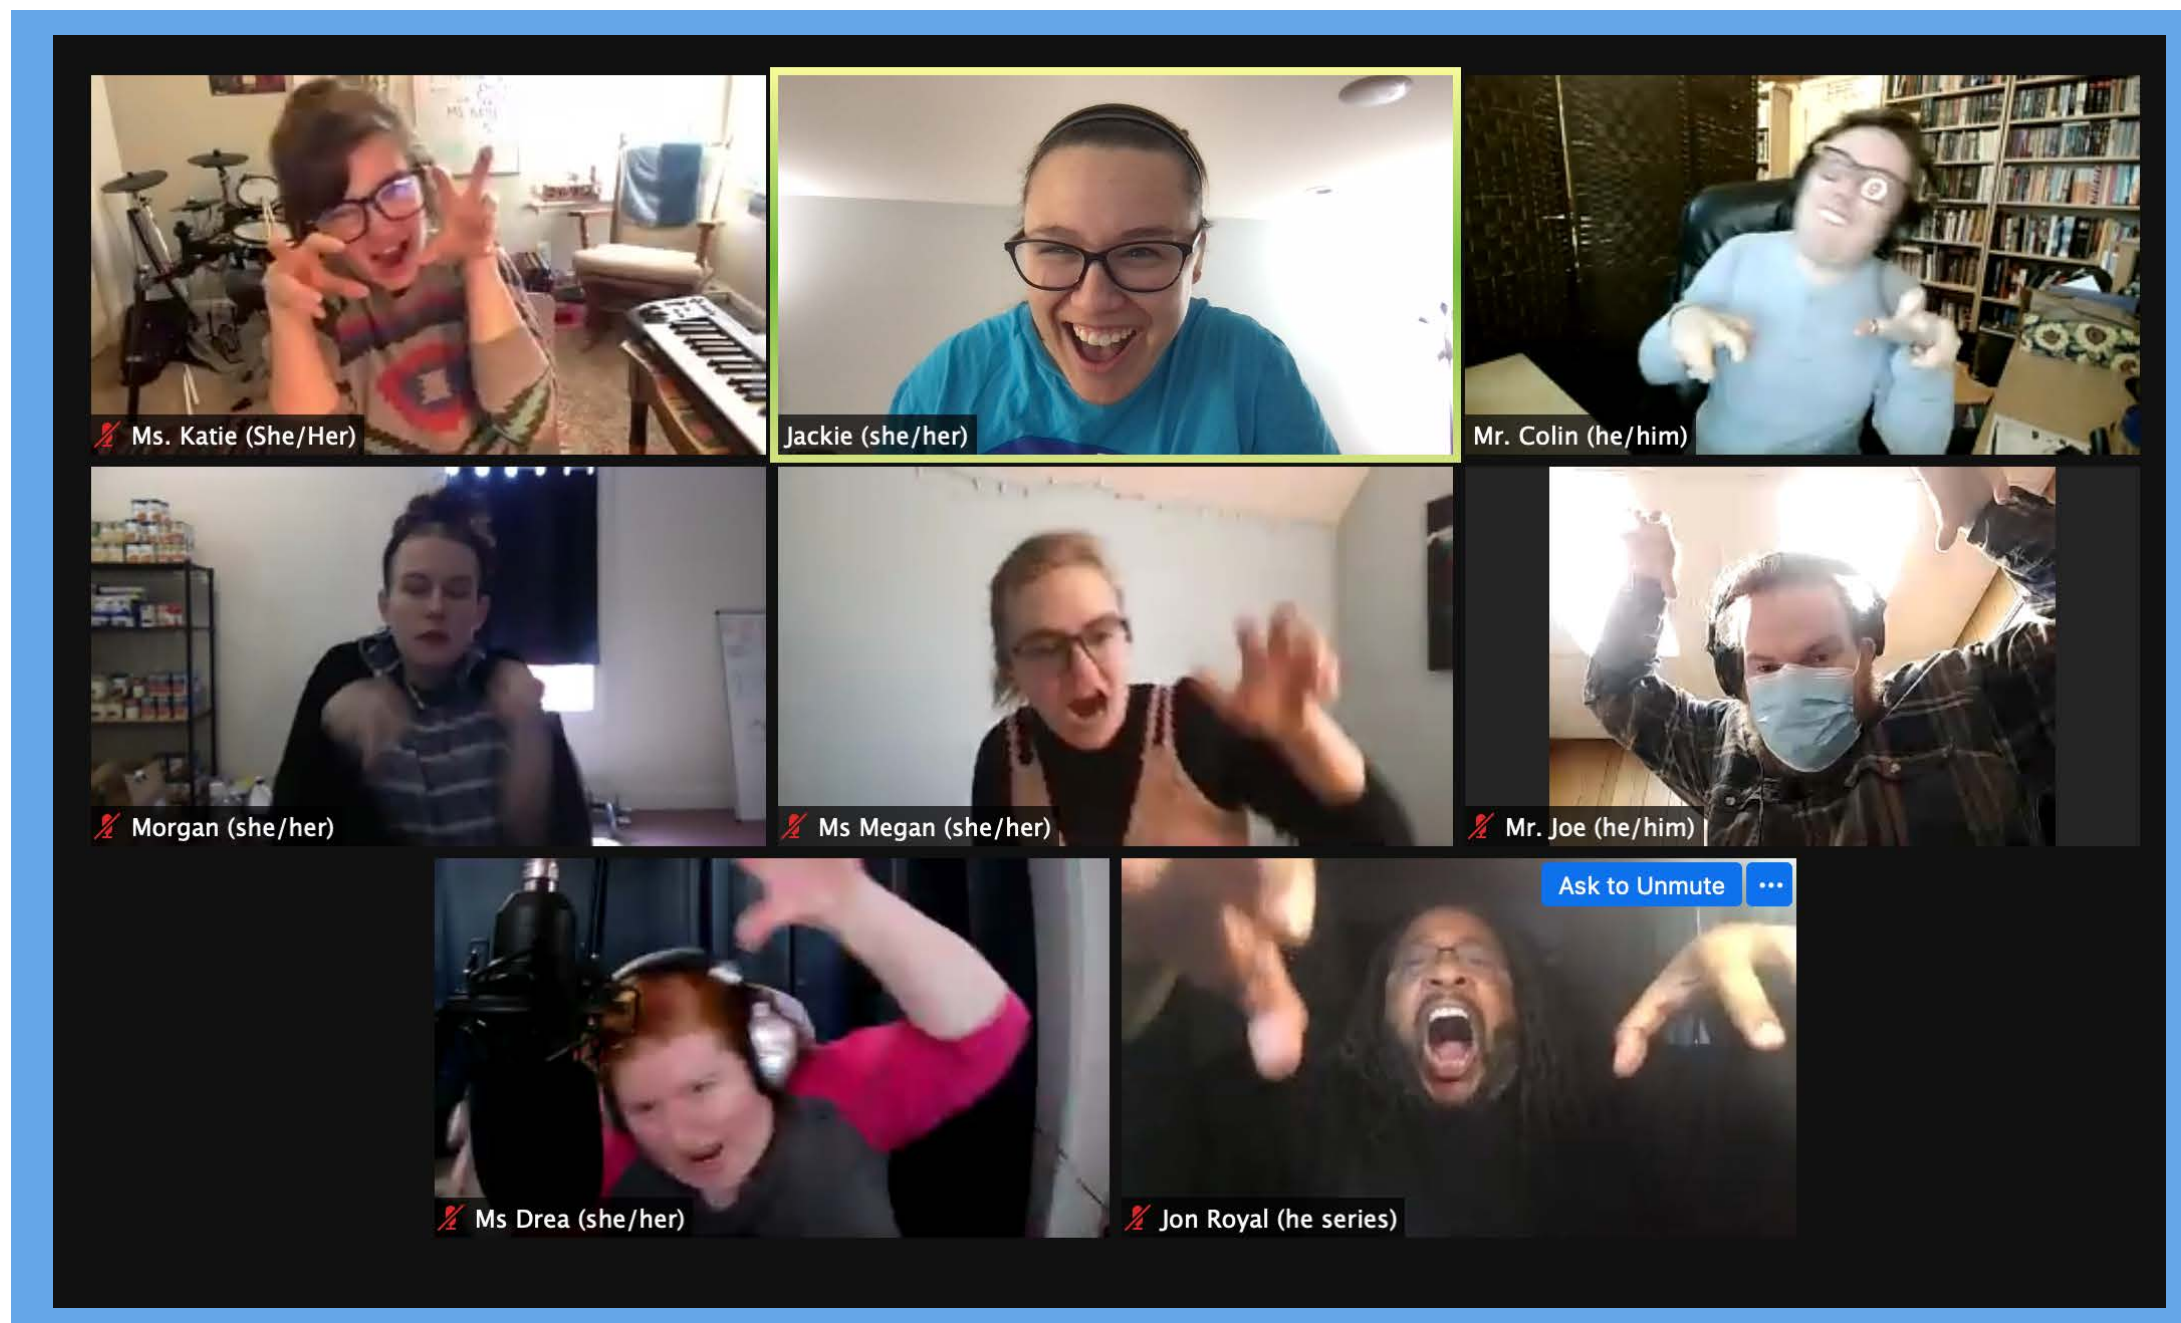 Ms. Katie (She/Her)
Jackie (she/her)
Mr. Colin (he/him)
Morgan (she/her)
Ms Megan (she/her)
Mr. Joe (he/him)
Ask to Unmute
Ms Drea (she/her)
Jon Royal (he series)